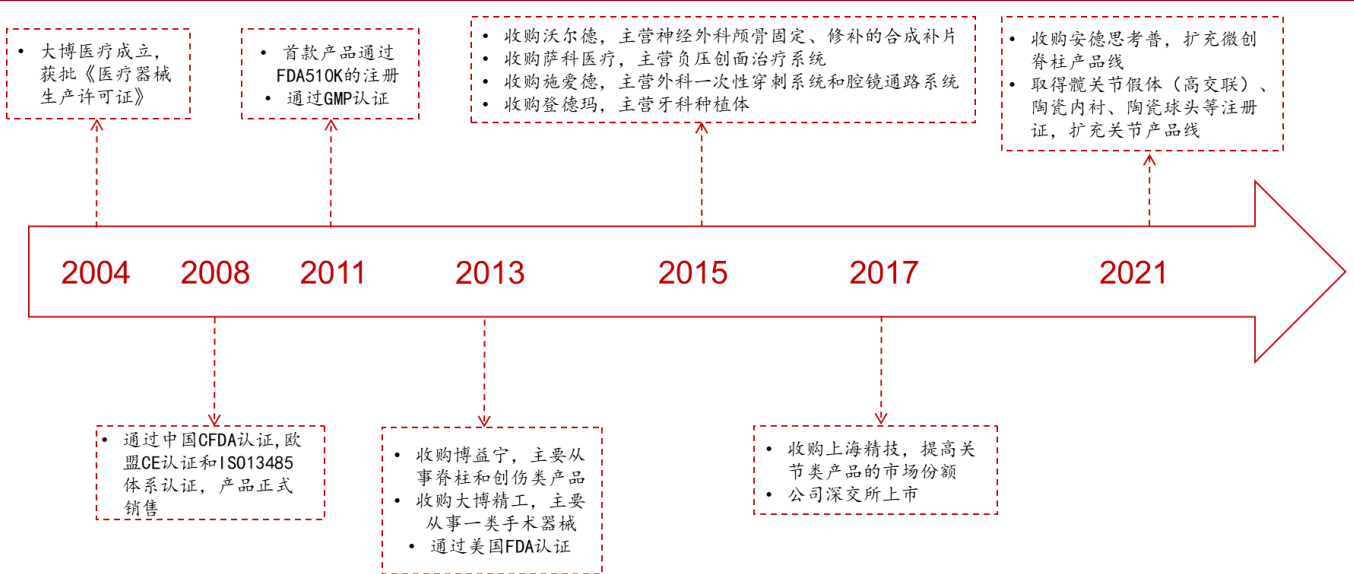 • 大博医疗成立,
获批《医疗器械
生产许可证》
• 首款产品通过
FDA510K的注册
• 通过GMP认证
• 收购沃尔德,主营神经外科颅骨固定、修补的合成补片
• 收购萨科医疗,主营负压创面治疗系统
• 收购施爱德,主营外科一次性穿刺系统和腔镜通路系统
• 收购登德玛,主营牙科种植体
• 收购安德思考普,扩充微创
脊柱产品线
• 取得髋关节假体(高交联)、
陶瓷内衬、陶瓷球头等注册
证,扩充关节产品线
2004
2008
2011
2013
2015
2017
2021
• 通过中国CFDA认证,欧
盟CE认证和ISO13485
体系认证,产品正式
销售
• 收购博益宁,主要从
事脊柱和创伤类产品
• 收购大博精工,主要
从事一类手术器械
• 通过美国FDA认证
• 收购上海精技,提高关
节类产品的市场份额
• 公司深交所上市